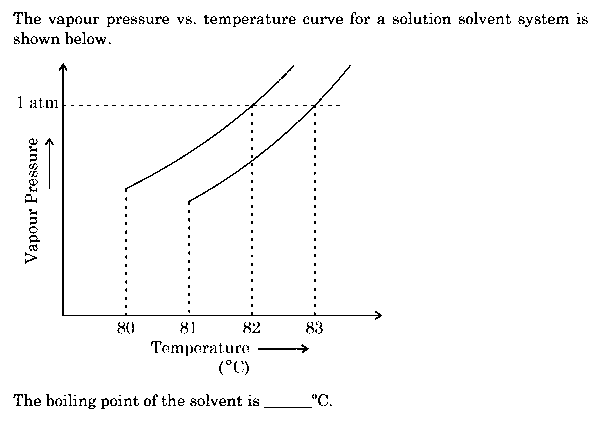 The vapour pressure vs. temperature curve for a solution solvent system is
shown below.
1 atm
Vapour Pressure
80 81 82 83
Temperature
(°C)
The boiling point of the solvent is ______°C.